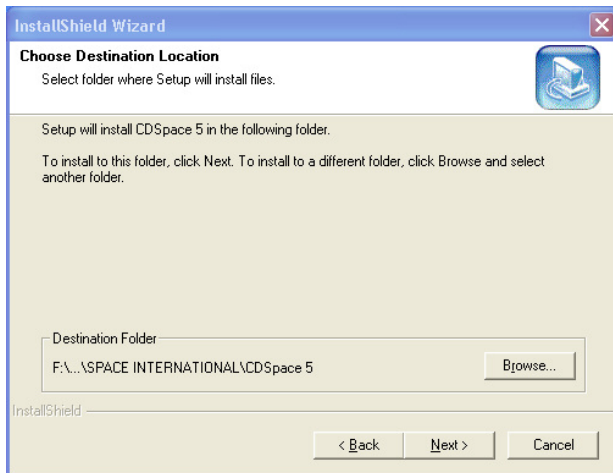 InstallShield Wizard
Choose Destination Location
Select folder where Setup will install files.
Setup will install CDSpace 5 in the following folder.
To install to this folder, click Next. To install to a different folder, click Browse and select
another folder.
Destination Folder
F:\...\SPACE INTERNATIONAL\CDSpace 5
Browse...
InstallShield
< Back
Next >
Cancel